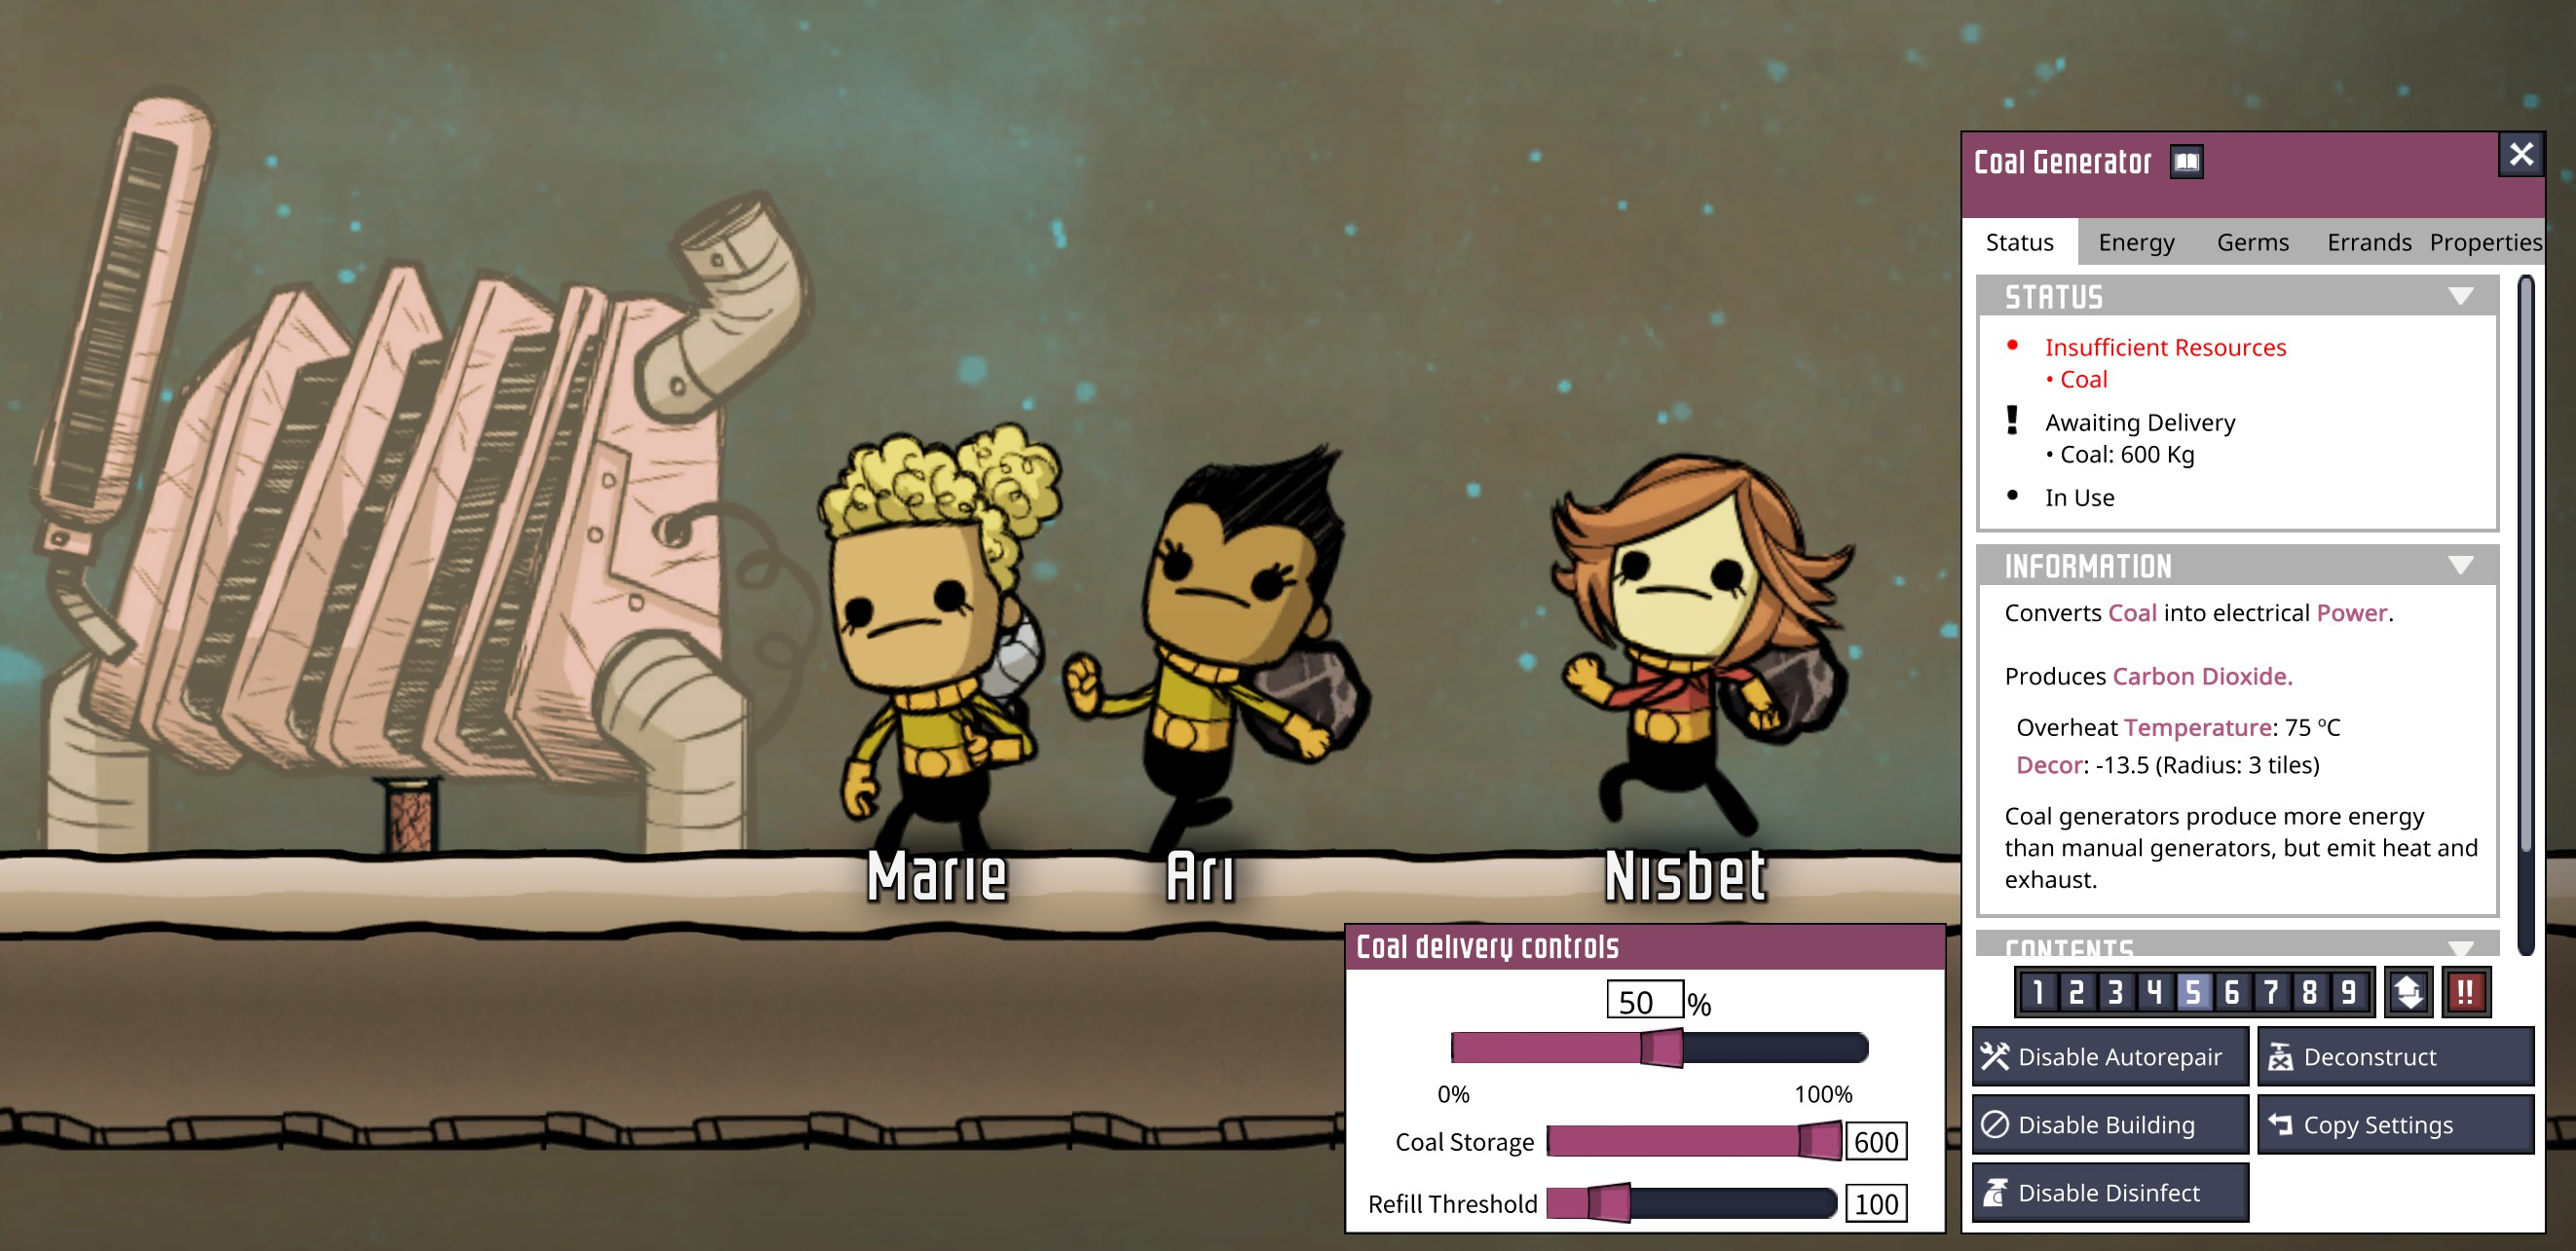 Marie
Ari
Nisbet
Coal delivery controls
50 %
0%
100%
Coal Storage 600
Refill Threshold 100
Coal Generator
Status Energy Germs Errands Properties
STATUS
• Insufficient Resources
• Coal
! Awaiting Delivery
• Coal: 600 Kg
• In Use
INFORMATION
Converts Coal into electrical Power.
Produces Carbon Dioxide.
Overheat Temperature: 75 ºC
Decor: -13.5 (Radius: 3 tiles)
Coal generators produce more energy
than manual generators, but emit heat and
exhaust.
CONTENTS
1 2 3 4 5 6 7 8 9 !!
Disable Autorepair
Deconstruct
Disable Building
Copy Settings
Disable Disinfect